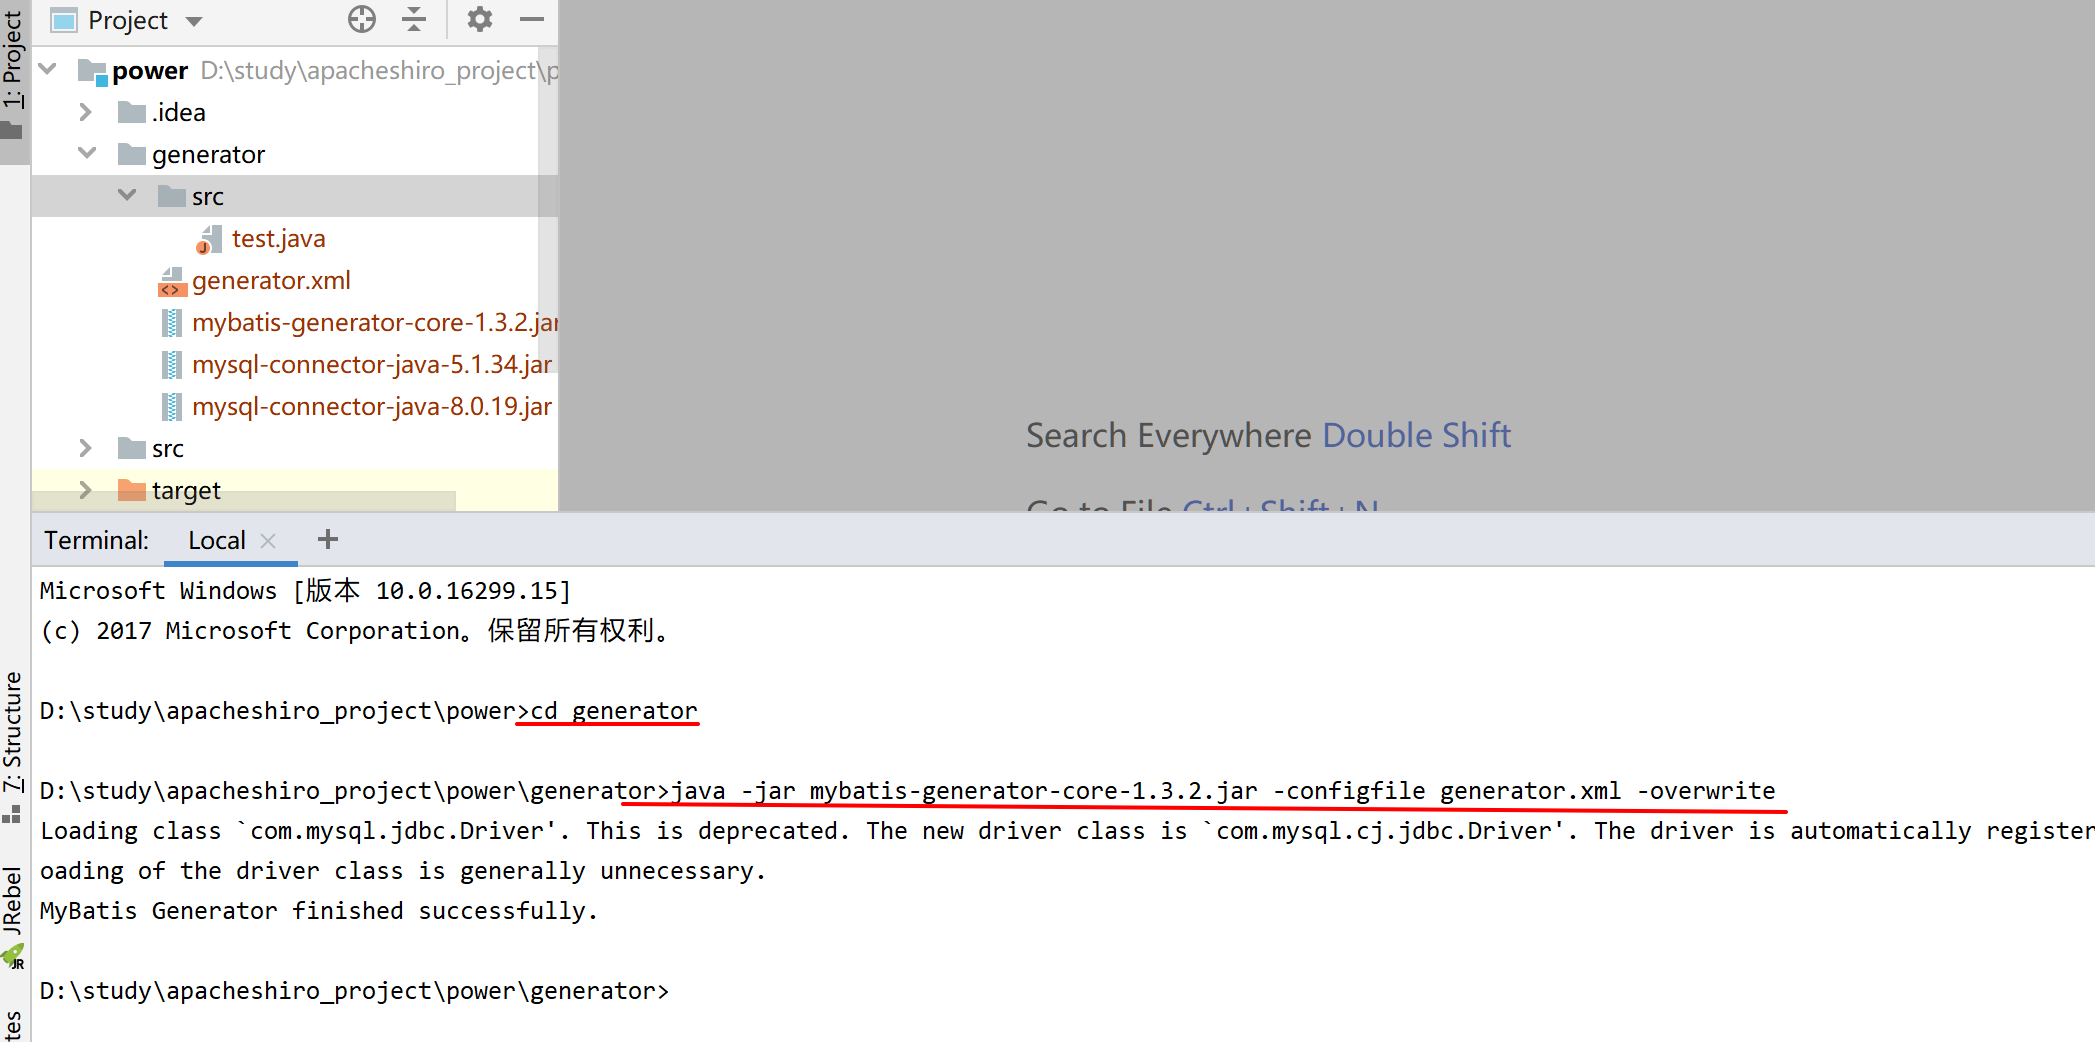 Project
1: Project
power D:\study\apacheshiro_project\p
.idea
generator
src
test.java
generator.xml
mybatis-generator-core-1.3.2.jar
mysql-connector-java-5.1.34.jar
mysql-connector-java-8.0.19.jar
src
target
Search Everywhere Double Shift
Go to File Ctrl+Shift+N
Terminal: Local
Microsoft Windows [版本 10.0.16299.15]
(c) 2017 Microsoft Corporation。保留所有权利。
D:\study\apacheshiro_project\power>cd generator
D:\study\apacheshiro_project\power\generator>java -jar mybatis-generator-core-1.3.2.jar -configfile generator.xml -overwrite
Loading class `com.mysql.jdbc.Driver'. This is deprecated. The new driver class is `com.mysql.cj.jdbc.Driver'. The driver is automatically register
oading of the driver class is generally unnecessary.
MyBatis Generator finished successfully.
D:\study\apacheshiro_project\power\generator>
7: Structure
JRebel
JR
tes